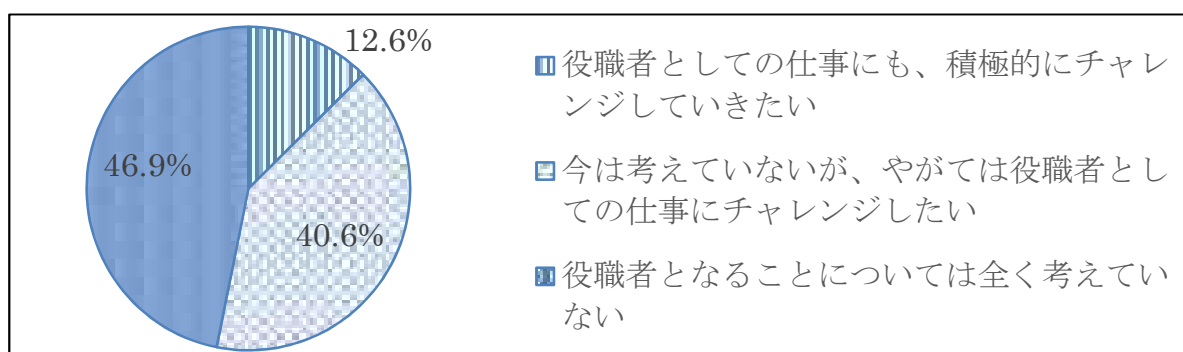 12.6%
46.9%
40.6%
役職者としての仕事にも、積極的にチャレ
ンジしていきたい
今は考えていないが、やがては役職者とし
ての仕事にチャレンジしたい
役職者となることについては全く考えてい
ない